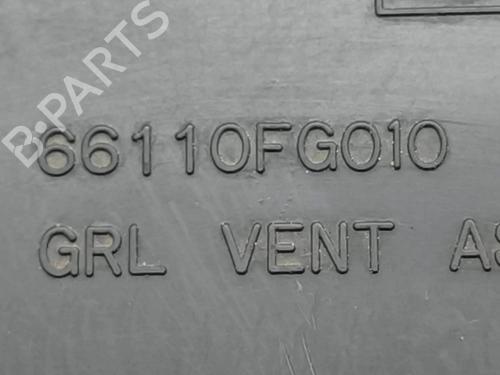 B-PARTS
66110FG010
GRL VENT AS